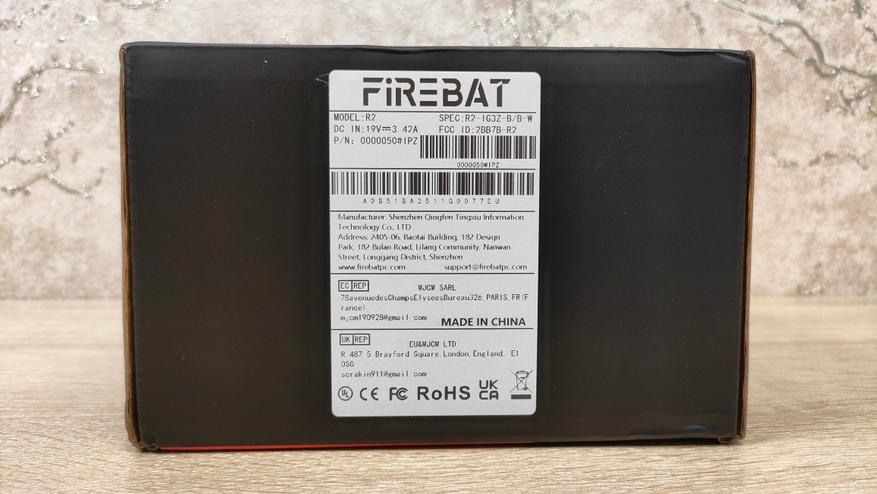 FiREBAT
MODEL:R2 SPEC:R2-IG3Z-B/B-W
DC IN:19V⎓3.42A FCC ID:2BB7B-R2
P/N: 0000050#IPZ
0000050#IPZ
ADB51BA2511G0077EU
Manufacturer: Shenzhen Qingfen Tingxu Information
Technology Co., LTD
Address: 2405-06, Baotai Building, 182 Design
Park, 182 Bulan Road, Lilang Community, Nanwan
Street, Longgang District, Shenzhen
www.firebatpc.com support@firebatpc.com
EC REP MJCM SARL
78avenuedesChampsElyseesBureau326,PARIS,FR(F
rance)
mjcm190928@gmail.com MADE IN CHINA
UK REP EU&MJCM LTD
R 487 5 Brayford Square,London,England, E1
0SG
scrakin911@gmail.com
UL CE FC RoHS UK
CA